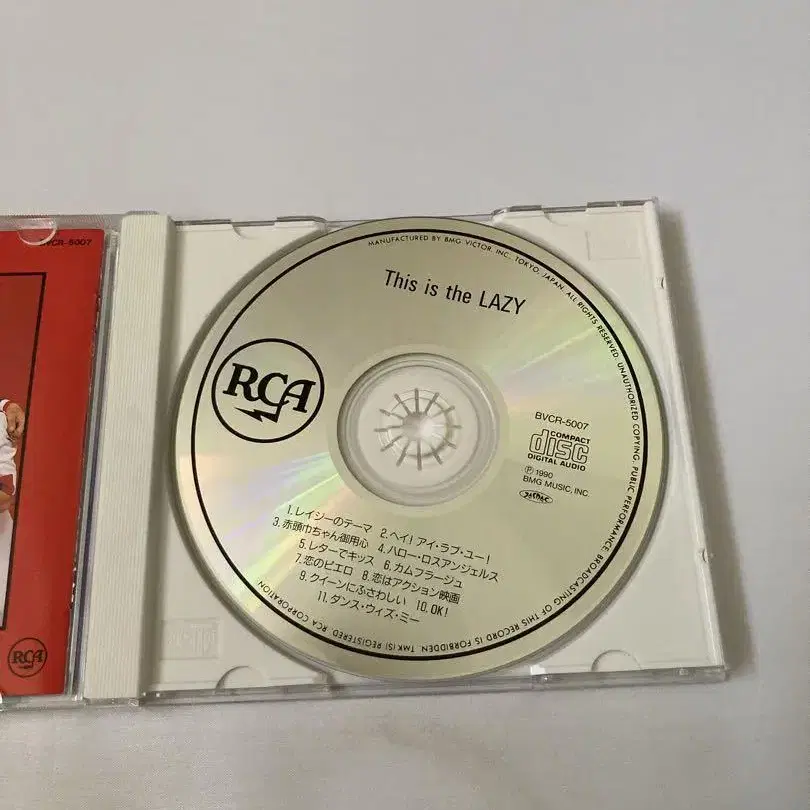 BVCR-5007
RCA
MANUFACTURED BY BMG VICTOR, INC., TOKYO, JAPAN. ALL RIGHTS RESERVED. UNAUTHORIZED COPYING, PUBLIC PERFORMANCE, BROADCASTING OF THIS RECORD IS FORBIDDEN. TMK (S) REGISTERED. RCA CORPORATION
This is the LAZY
RCA
BVCR-5007
COMPACT
disc
DIGITAL AUDIO
Ⓟ 1990
BMG MUSIC, INC.
1.レイジーのテーマ 2.ヘイ! アイ・ラブ・ユー!
3.赤頭巾ちゃん御用心 4.ハロー・ロスアンジェルス
5.レターでキッス 6.カムフラージュ
7.恋のピエロ 8.恋はアクション映画
9.クイーンにふさわしい 10.OK!
11.ダンス・ウィズ・ミー